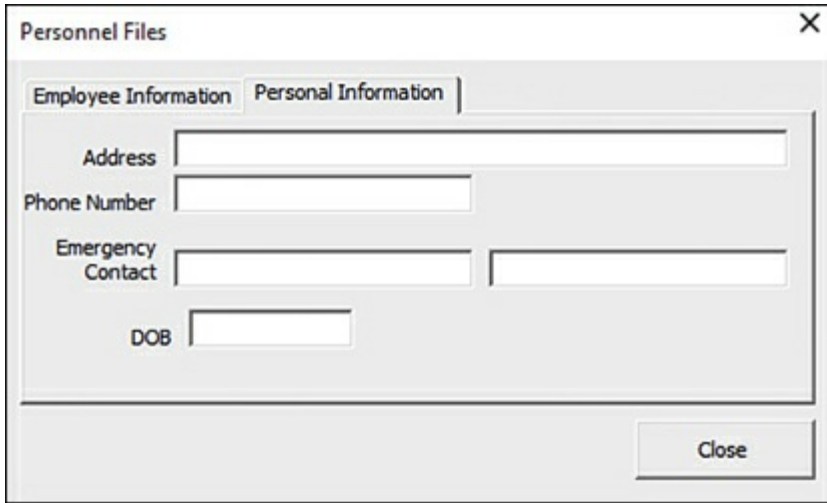 Personnel Files
Employee Information Personal Information
Address
Phone Number
Emergency
Contact
DOB
Close